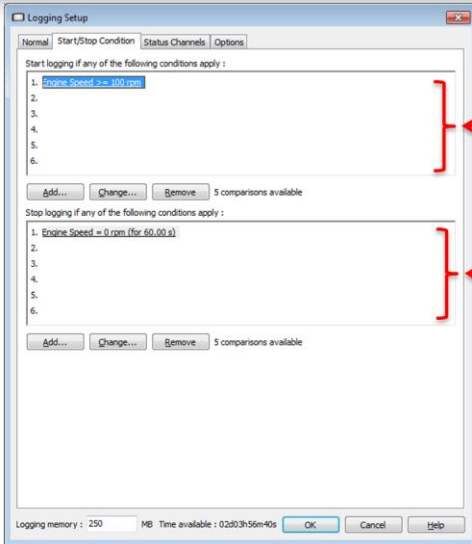 Logging Setup
Normal Start/Stop Condition Status Channels Options
Start logging if any of the following conditions apply :
1. Engine Speed >= 100 rpm
2.
3.
4.
5.
6.
Add... Change... Remove 5 comparisons available
Stop logging if any of the following conditions apply :
1. Engine Speed = 0 rpm (for 60.00 s)
2.
3.
4.
5.
6.
Add... Change... Remove 5 comparisons available
Logging memory : 250 MB Time available : 02d03h56m40s OK Cancel Help